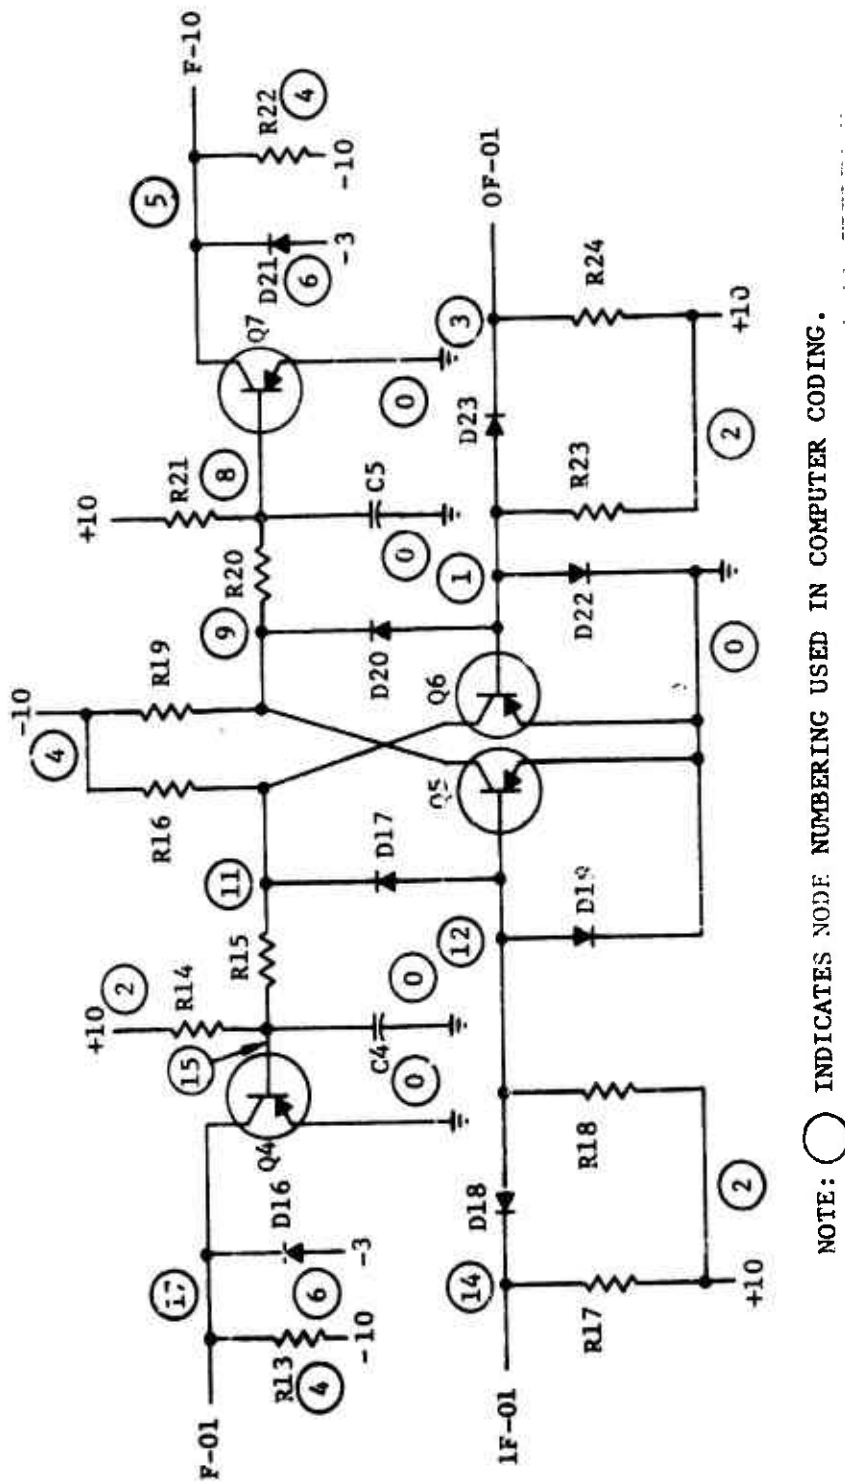 F-01
F-10
17
5
R13
4
-10
D16
6
-3
Q4
15
+10
2
R14
C4
0
0
R15
11
R16
4
-10
R19
9
R20
+10
R21
8
C5
0
Q7
0
D21
6
-3
R22
4
-10
D17
D20
Q5
Q6
1F-01
14
D18
R17
+10
2
R18
12
D19
0
D22
1
D23
R23
2
3
R24
+10
0F-01
NOTE: INDICATES NODE NUMBERING USED IN COMPUTER CODING.